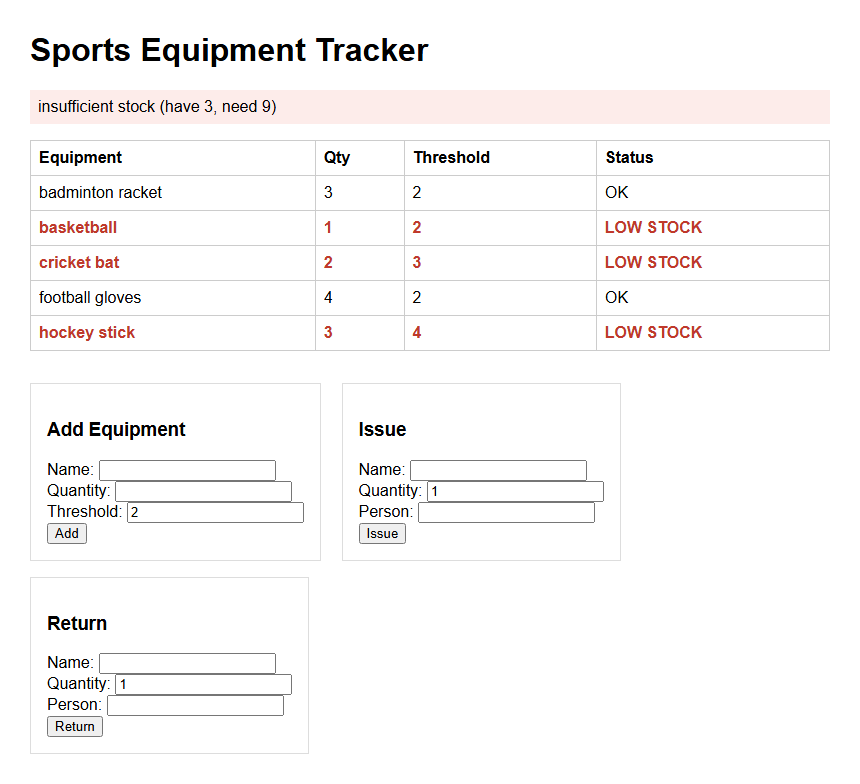 Sports Equipment Tracker
insufficient stock (have 3, need 9)
Equipment Qty Threshold Status
badminton racket 3 2 OK
basketball 1 2 LOW STOCK
cricket bat 2 3 LOW STOCK
football gloves 4 2 OK
hockey stick 3 4 LOW STOCK
Add Equipment
Name:
Quantity:
Threshold: 2
Add
Issue
Name:
Quantity: 1
Person:
Issue
Return
Name:
Quantity: 1
Person:
Return